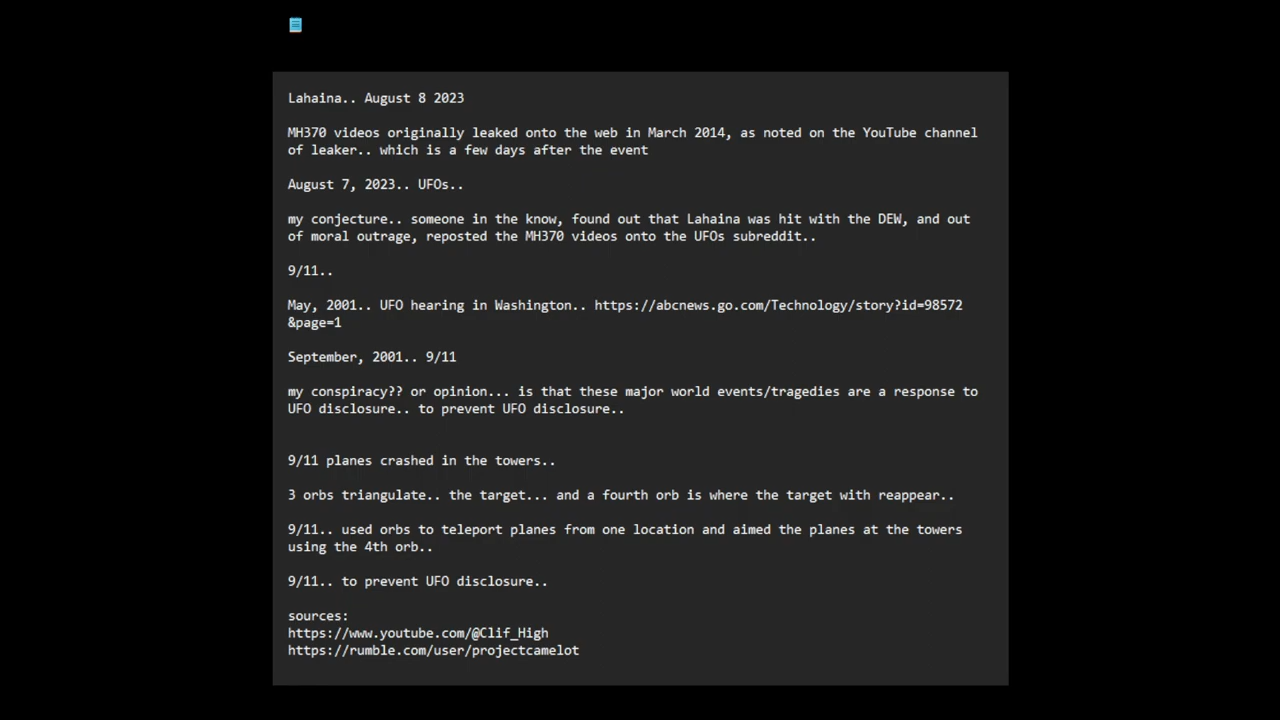 Lahaina.. August 8 2023
MH370 videos originally leaked onto the web in March 2014, as noted on the YouTube channel
of leaker.. which is a few days after the event
August 7, 2023.. UFOs..
my conjecture.. someone in the know, found out that Lahaina was hit with the DEW, and out
of moral outrage, reposted the MH370 videos onto the UFOs subreddit..
9/11..
May, 2001.. UFO hearing in Washington.. https://abcnews.go.com/Technology/story?id=98572
&page=1
September, 2001.. 9/11
my conspiracy?? or opinion... is that these major world events/tragedies are a response to
UFO disclosure.. to prevent UFO disclosure..
9/11 planes crashed in the towers..
3 orbs triangulate.. the target... and a fourth orb is where the target with reappear..
9/11.. used orbs to teleport planes from one location and aimed the planes at the towers
using the 4th orb..
9/11.. to prevent UFO disclosure..
sources:
https://www.youtube.com/@Clif_High
https://rumble.com/user/projectcamelot